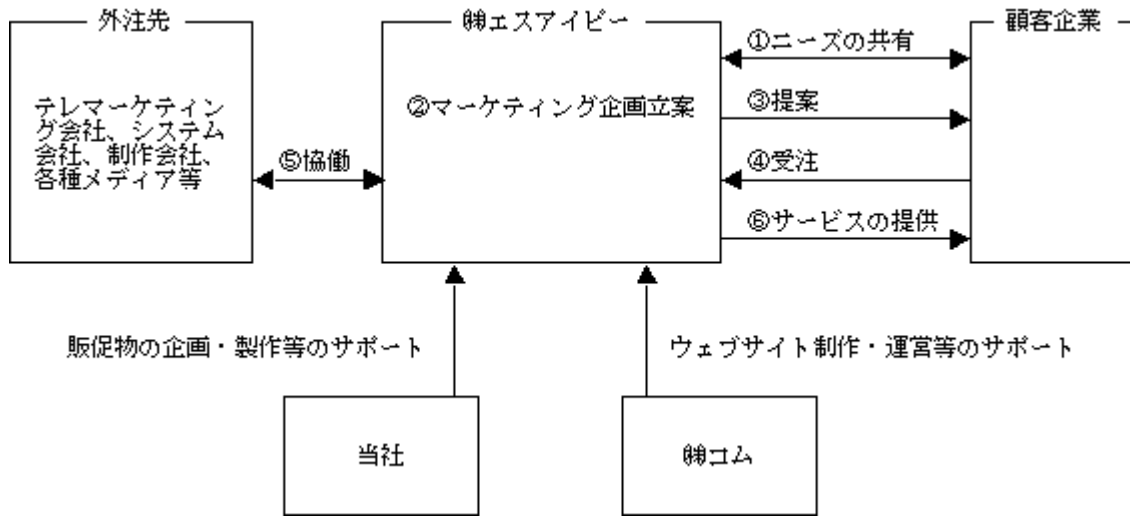 外注先
㈱エスアイピー
顧客企業
①ニーズの共有
テレマーケティン
グ会社、システム
会社、制作会社、
各種メディア等
②マーケティング企画立案
③提案
⑤協働
④受注
⑥サービスの提供
販促物の企画・製作等のサポート
ウェブサイト制作・運営等のサポート
当社
㈱コム